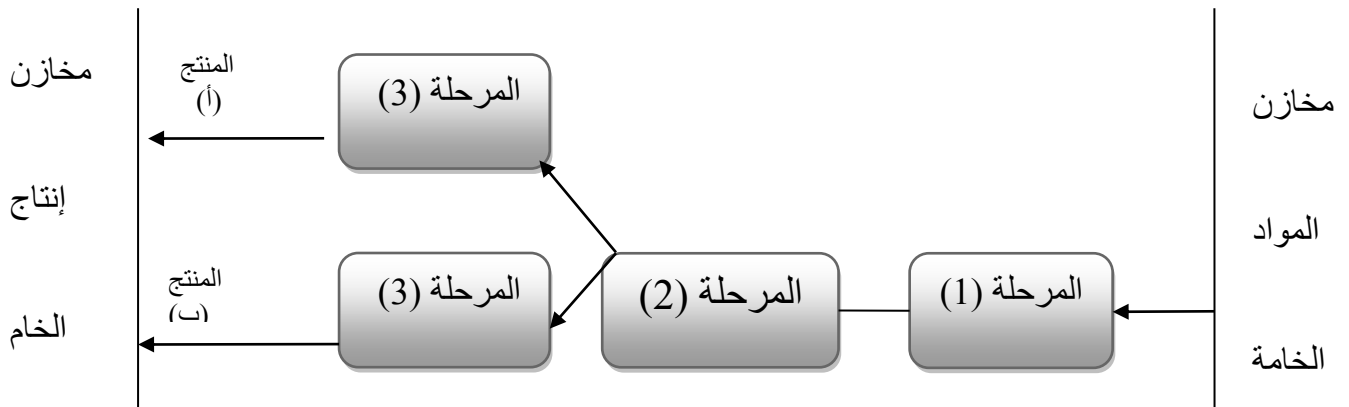 مخازن
المواد
الخامة
المرحلة (1)
المرحلة (2)
المرحلة (3)
المرحلة (3)
المنتج
(أ)
المنتج
(ب)
مخازن
إنتاج
الخام